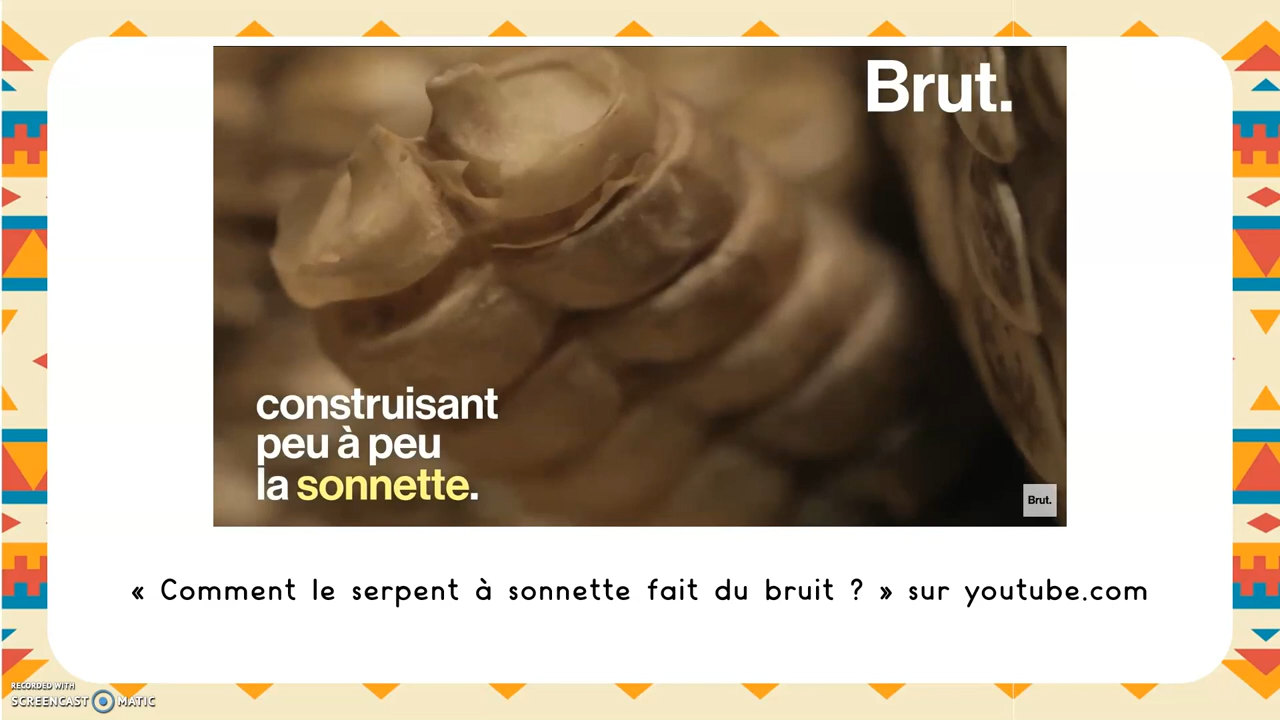 Brut.
construisant
peu à peu
la sonnette.
Brut.
« Comment le serpent à sonnette fait du bruit ? » sur youtube.com
RECORDED WITH
SCREENCAST MATIC